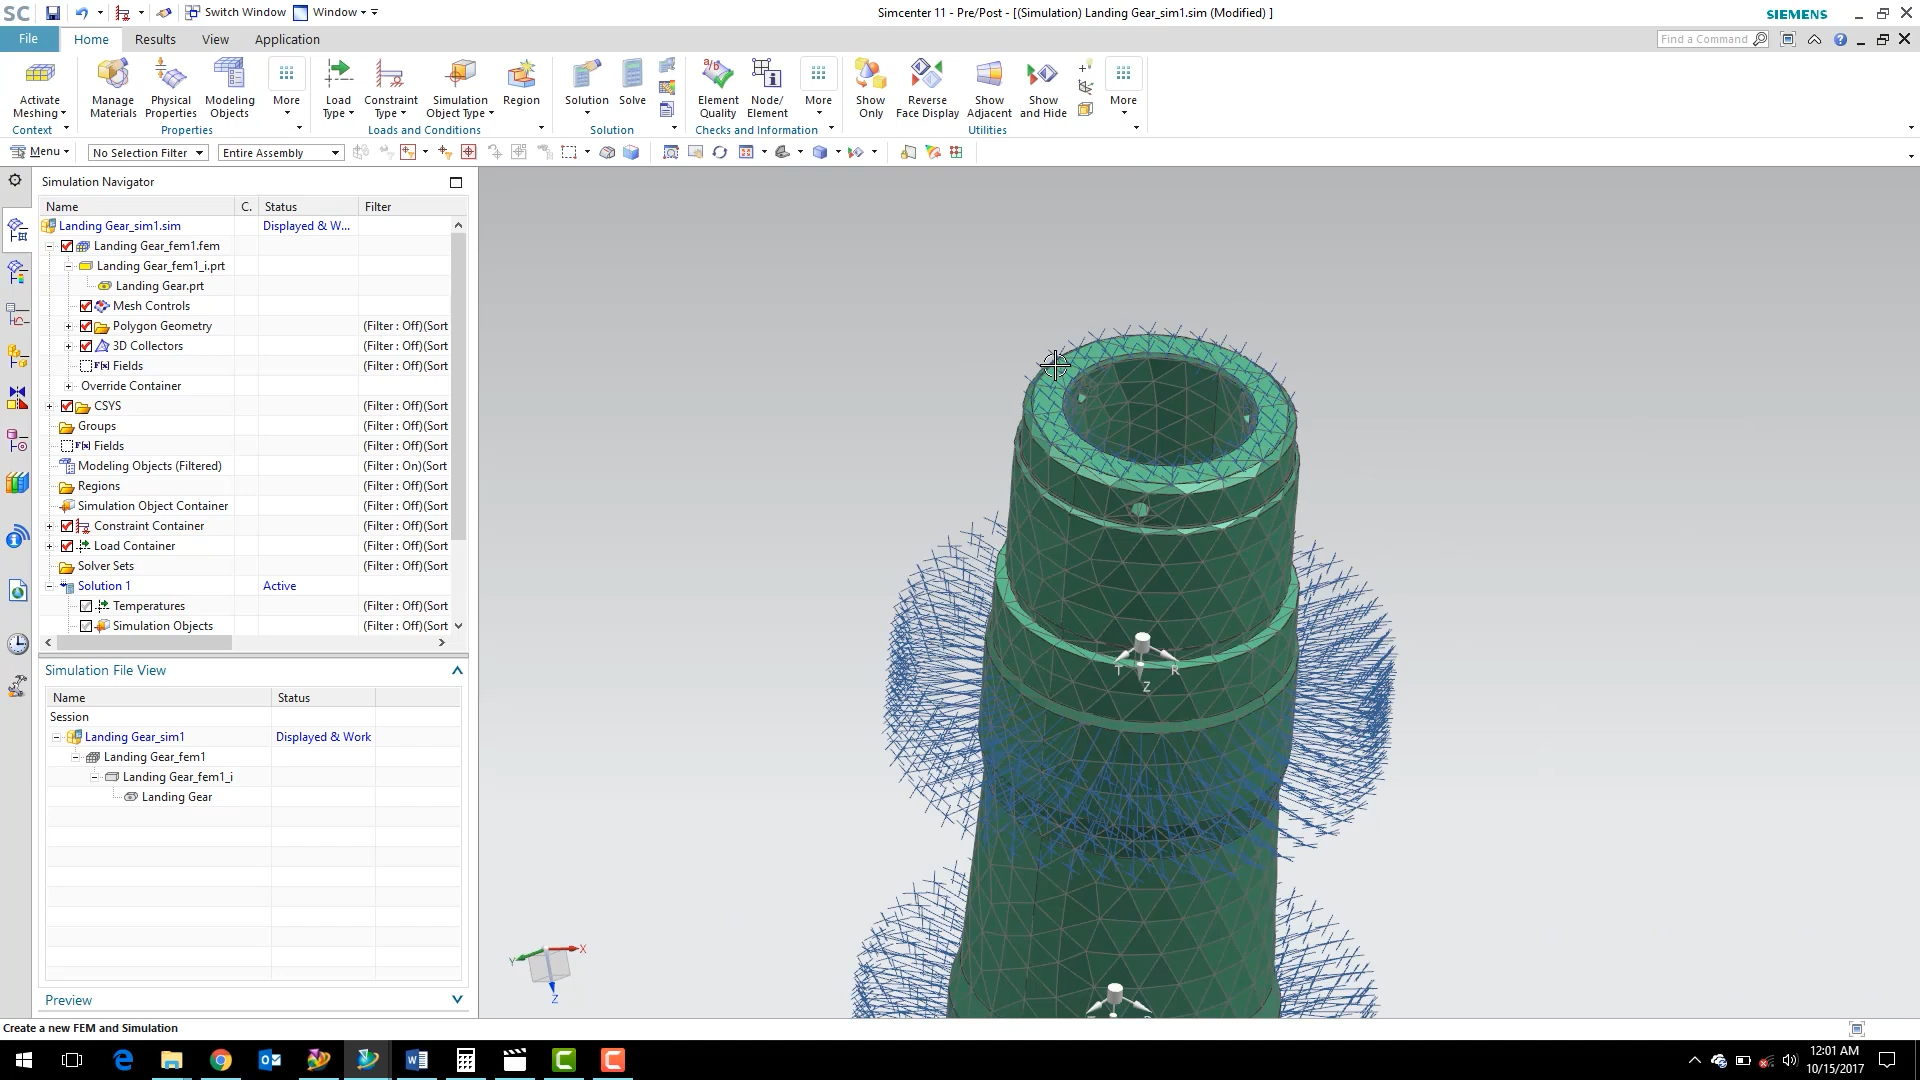 SC
Switch Window
Window
Simcenter 11 - Pre/Post - [(Simulation) Landing Gear_sim1.sim (Modified) ]
SIEMENS
File
Home
Results
View
Application
Find a Command
Activate Meshing
Manage Materials
Physical Properties
Modeling Objects
More
Load Type
Constraint Type
Simulation Object Type
Region
Solution
Solve
Element Quality
Node/Element
More
Show Only
Reverse Face Display
Show Adjacent
Show and Hide
More
Context
Properties
Loads and Conditions
Solution
Checks and Information
Utilities
Menu
No Selection Filter
Entire Assembly
Simulation Navigator
Name C. Status Filter
Landing Gear_sim1.sim Displayed & W...
Landing Gear_fem1.fem
Landing Gear_fem1_i.prt
Landing Gear.prt
Mesh Controls
Polygon Geometry (Filter : Off)(Sort
3D Collectors (Filter : Off)(Sort
Fields (Filter : Off)(Sort
Override Container
CSYS (Filter : Off)(Sort
Groups (Filter : Off)(Sort
Fields (Filter : Off)(Sort
Modeling Objects (Filtered) (Filter : On)(Sort
Regions (Filter : Off)(Sort
Simulation Object Container (Filter : Off)(Sort
Constraint Container (Filter : Off)(Sort
Load Container (Filter : Off)(Sort
Solver Sets (Filter : Off)(Sort
Solution 1 Active
Temperatures (Filter : Off)(Sort
Simulation Objects (Filter : Off)(Sort
Simulation File View
Name Status
Session
Landing Gear_sim1 Displayed & Work
Landing Gear_fem1
Landing Gear_fem1_i
Landing Gear
Preview
T R
Z
X
Y
Z
Create a new FEM and Simulation
12:01 AM
10/15/2017